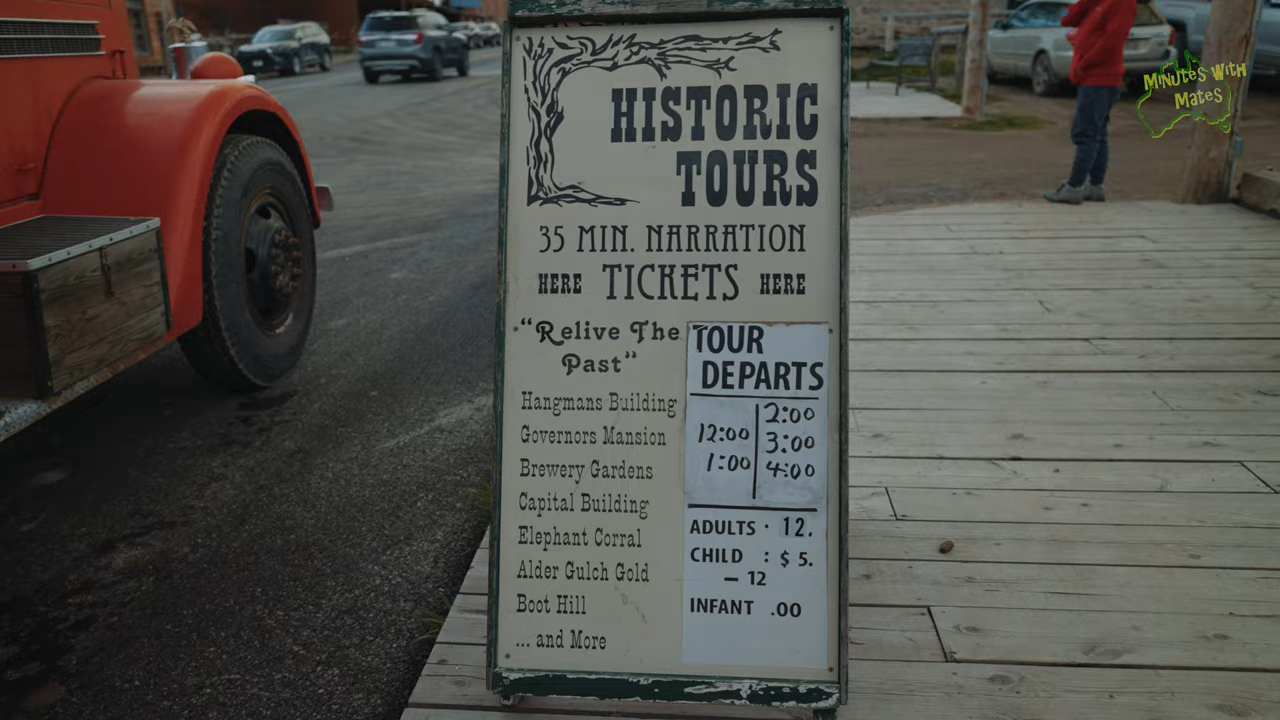 HISTORIC
TOURS
35 MIN. NARRATION
HERE TICKETS HERE
"Relive The
Past"
Hangmans Building
Governors Mansion
Brewery Gardens
Capital Building
Elephant Corral
Alder Gulch Gold
Boot Hill
... and More
TOUR
DEPARTS
12:00
1:00
2:00
3:00
4:00
ADULTS · 12.
CHILD : $ 5.
– 12
INFANT .00
MINUTES WITH
MATES